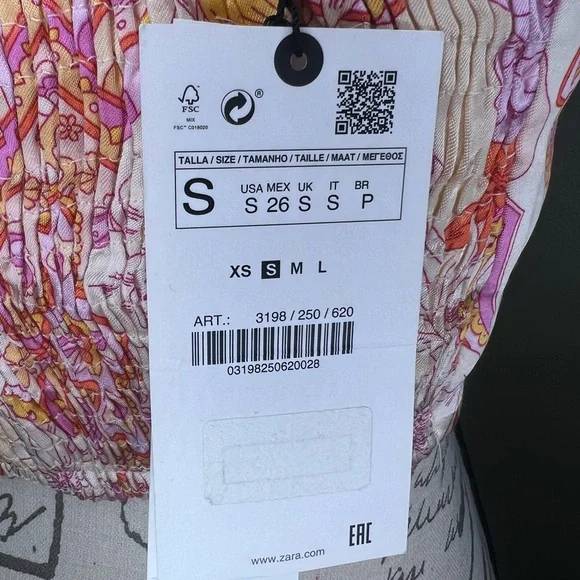 FSC
MIX
FSC™ C018020
®
TALLA / SIZE / TAMANHO / TAILLE / MAAT / ΜΕΓΕΘΟΣ
S
USA MEX UK IT BR
S 26 S S P
XS S M L
ART.: 3198 / 250 / 620
03198250620028
EAC
www.zara.com